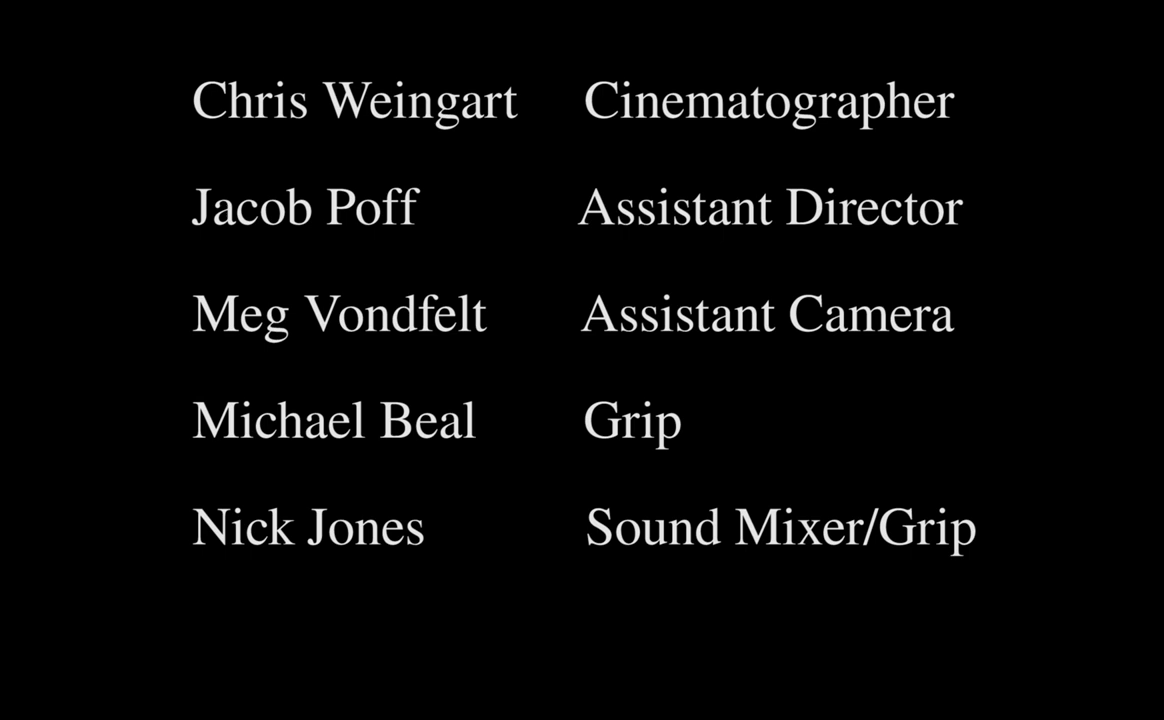 Chris Weingart Cinematographer
Jacob Poff Assistant Director
Meg Vondfelt Assistant Camera
Michael Beal Grip
Nick Jones Sound Mixer/Grip